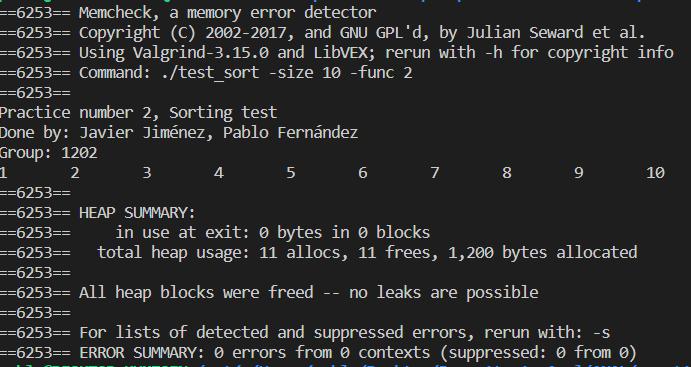 ==6253== Memcheck, a memory error detector
==6253== Copyright (C) 2002-2017, and GNU GPL'd, by Julian Seward et al.
==6253== Using Valgrind-3.15.0 and LibVEX; rerun with -h for copyright info
==6253== Command: ./test_sort -size 10 -func 2
==6253==
Practice number 2, Sorting test
Done by: Javier Jiménez, Pablo Fernández
Group: 1202
1 2 3 4 5 6 7 8 9 10
==6253==
==6253== HEAP SUMMARY:
==6253==     in use at exit: 0 bytes in 0 blocks
==6253==   total heap usage: 11 allocs, 11 frees, 1,200 bytes allocated
==6253==
==6253== All heap blocks were freed -- no leaks are possible
==6253==
==6253== For lists of detected and suppressed errors, rerun with: -s
==6253== ERROR SUMMARY: 0 errors from 0 contexts (suppressed: 0 from 0)